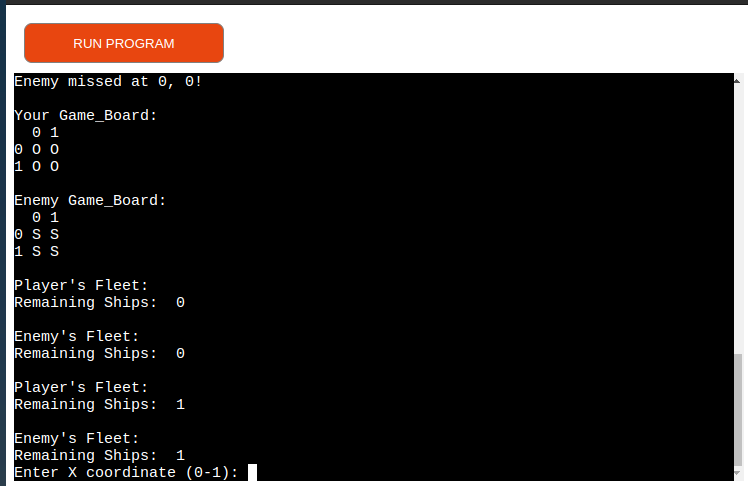 RUN PROGRAM
Enemy missed at 0, 0!
Your Game_Board:
  0 1
0 O O
1 O O
Enemy Game_Board:
  0 1
0 S S
1 S S
Player's Fleet:
Remaining Ships:  0
Enemy's Fleet:
Remaining Ships:  0
Player's Fleet:
Remaining Ships:  1
Enemy's Fleet:
Remaining Ships:  1
Enter X coordinate (0-1):